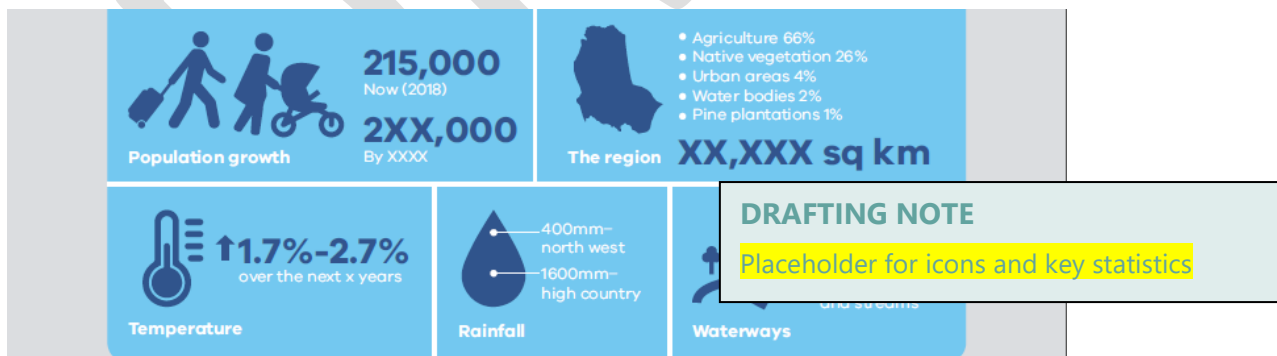 215,000
Now (2018)
2XX,000
By XXXX
Population growth
• Agriculture 66%
• Native vegetation 26%
• Urban areas 4%
• Water bodies 2%
• Pine plantations 1%
The region
XX,XXX sq km
1.7%-2.7%
over the next x years
Temperature
400mm–
north west
1600mm–
high country
Rainfall
and streams
Waterways
DRAFTING NOTE
Placeholder for icons and key statistics